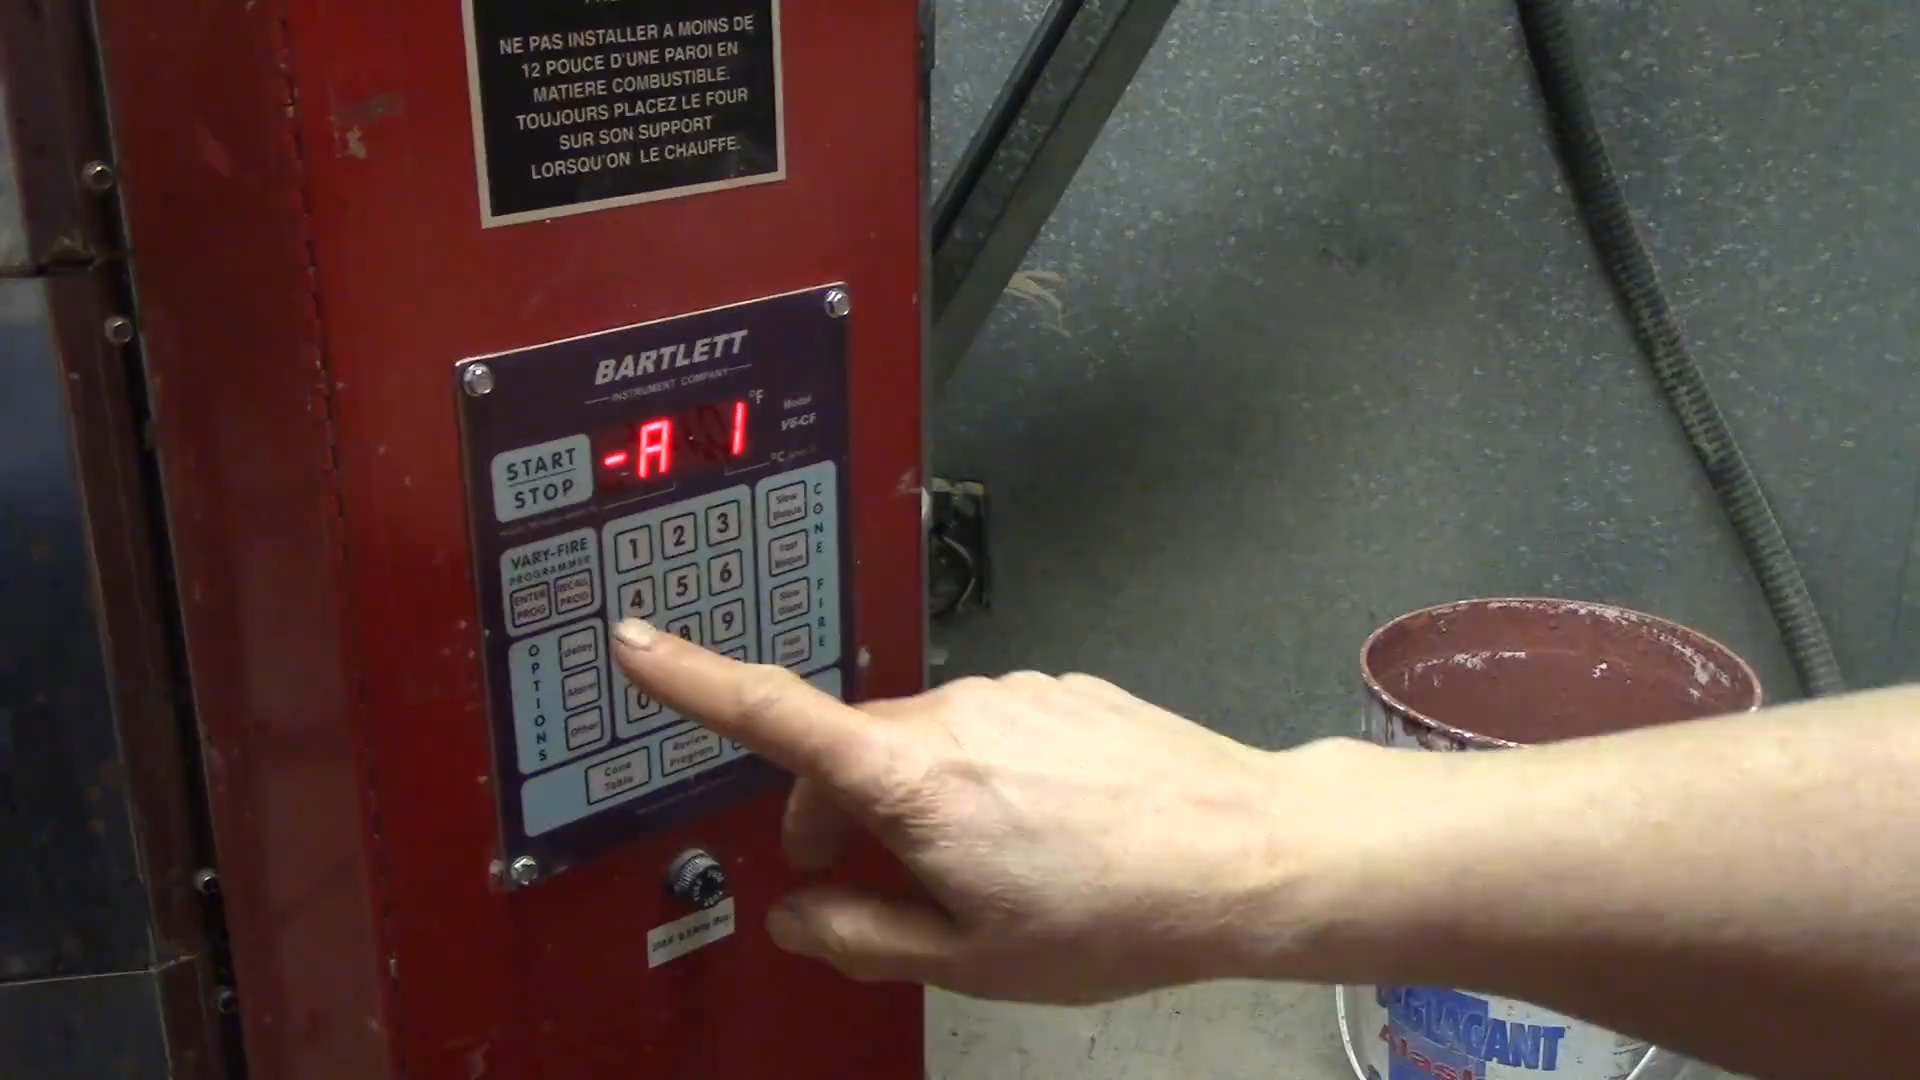 NE PAS INSTALLER A MOINS DE
12 POUCE D'UNE PAROI EN
MATIERE COMBUSTIBLE.
TOUJOURS PLACEZ LE FOUR
SUR SON SUPPORT
LORSQU'ON LE CHAUFFE.
BARTLETT
INSTRUMENT COMPANY
°F
Model
V6-CF
-A 1
°C
START
STOP
VARY-FIRE
PROGRAMMER
ENTER
PROG
RECALL
PROG
1 2 3
4 5 6
8 9
0
Slow
Bisque
Fast
Bisque
Slow
Glaze
Fast
Glaze
CONE FIRE
OPTIONS
Delay
Alarm
Other
Cone
Table
Review
Program
GLACANT